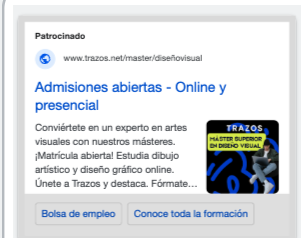 Patrocinado
www.trazos.net/master/diseñovisual
Admisiones abiertas - Online y
presencial
Conviértete en un experto en artes
visuales con nuestros másteres.
¡Matrícula abierta! Estudia dibujo
artístico y diseño gráfico online.
Únete a Trazos y destaca. Fórmate...
TRAZOS
MÁSTER SUPERIOR
EN DISEÑO VISUAL
Bolsa de empleo
Conoce toda la formación